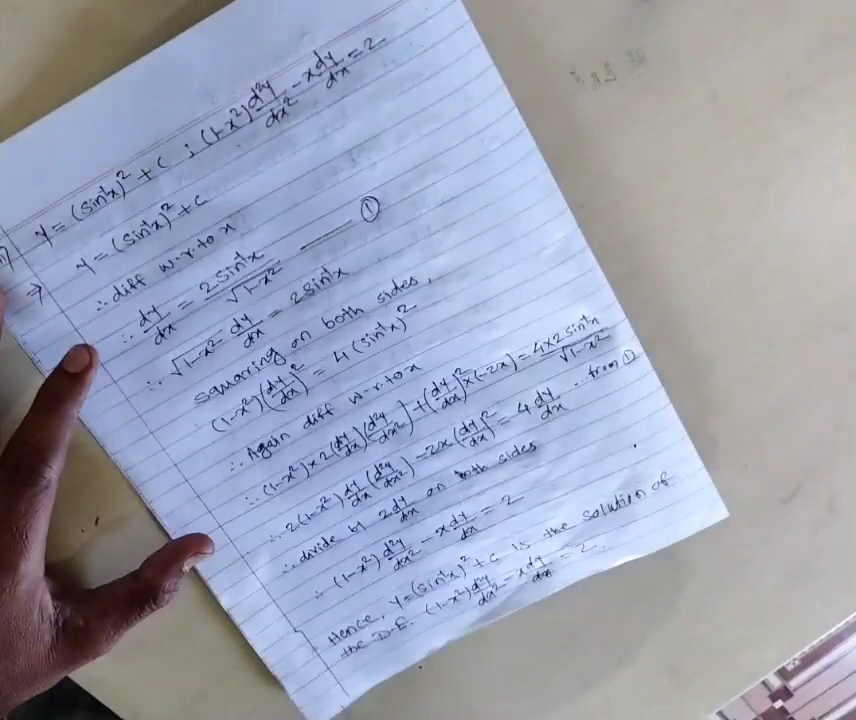 y = (sin⁻¹x)² + c ; (1-x²) d²y/dx² - x dy/dx = 2
⇒ y = (sin⁻¹x)² + c
∴ diff w.r.to x
∴ dy/dx = 2sin⁻¹x/√1-x² —— ①
∴ √1-x² dy/dx = 2sin⁻¹x
squaring on both sides,
(1-x²)(dy/dx)² = 4(sin⁻¹x)²
∴ Again diff w.r.to x
∴ (1-x²)×2(dy/dx)(d²y/dx²) + (dy/dx)²×(-2x) = 4×2sin⁻¹x/√1-x²
∴ 2(1-x²) dy/dx (d²y/dx²) - 2x(dy/dx)² = 4 dy/dx ... from ①
∴ divide by 2dy/dx on both sides
∴ (1-x²) d²y/dx² - x dy/dx = 2
Hence, y=(sin⁻¹x)²+c is the solution of
the D.E. (1-x²) d²y/dx² - x dy/dx = 2.